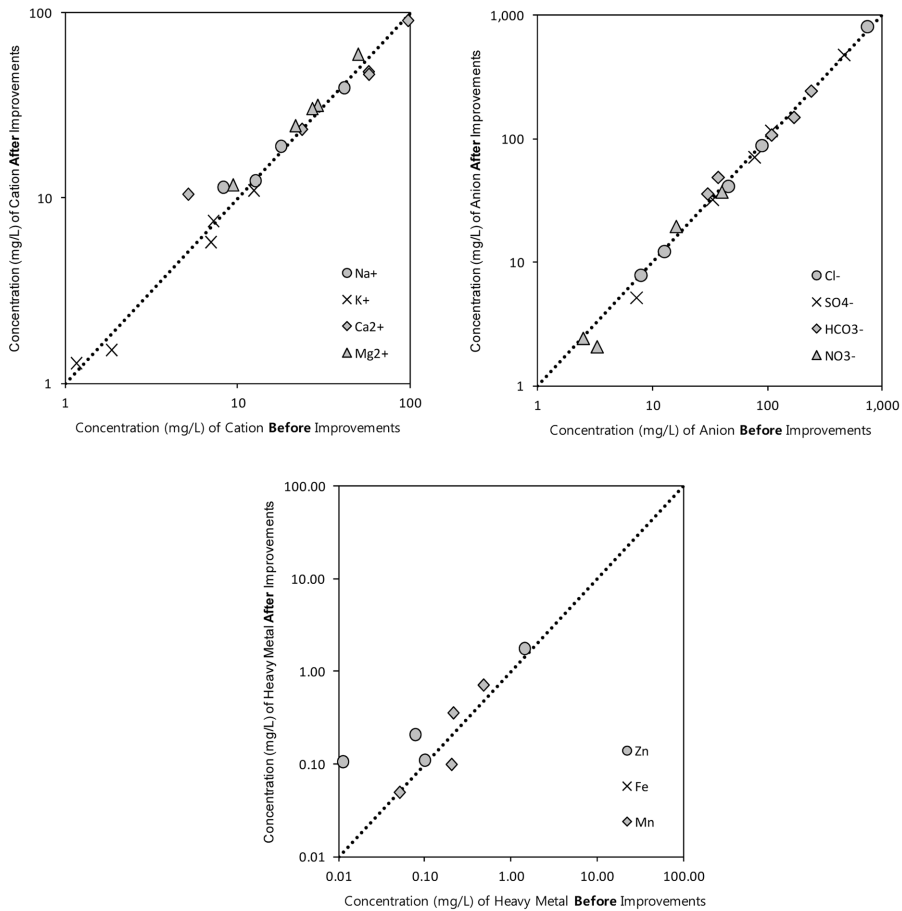 Concentration (mg/L) of Cation After Improvements
100
10
1
1
10
100
Na+
K+
Ca2+
Mg2+
Concentration (mg/L) of Cation Before Improvements
Concentration (mg/L) of Anion After Improvements
1,000
100
10
1
1
10
100
1,000
Cl-
SO4-
HCO3-
NO3-
Concentration (mg/L) of Anion Before Improvements
Concentration (mg/L) of Heavy Metal After Improvements
100.00
10.00
1.00
0.10
0.01
0.01
0.10
1.00
10.00
100.00
Zn
Fe
Mn
Concentration (mg/L) of Heavy Metal Before Improvements